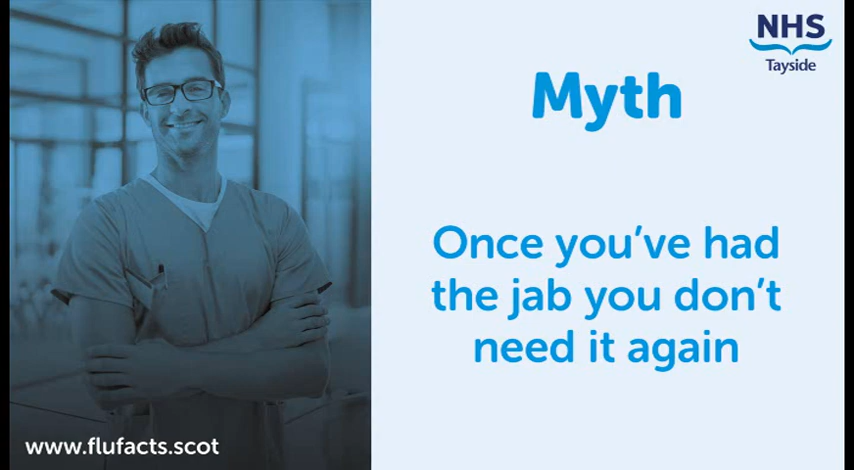 NHS
Tayside
Myth
Once you've had
the jab you don't
need it again
www.flufacts.scot